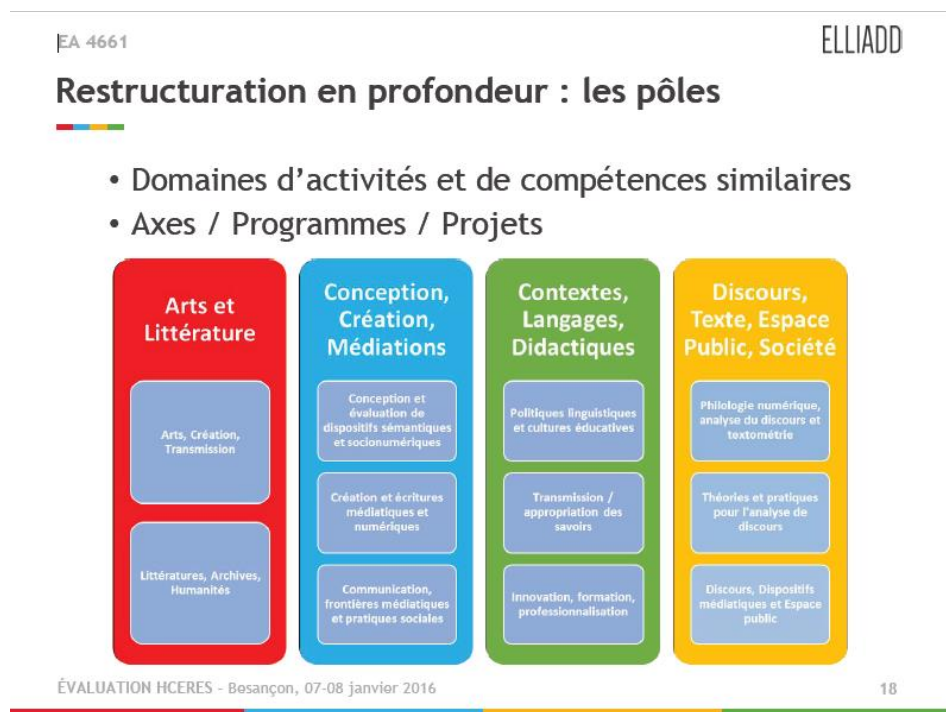 EA 4661
ELLIADD
Restructuration en profondeur : les pôles
• Domaines d'activités et de compétences similaires
• Axes / Programmes / Projets
Arts et
Littérature
Arts, Création,
Transmission
Littératures, Archives,
Humanités
Conception,
Création,
Médiations
Conception et
évaluation de
dispositifs sémantiques
et socionumériques
Création et écritures
médiatiques et
numériques
Communication,
frontières médiatiques
et pratiques sociales
Contextes,
Langages,
Didactiques
Politiques linguistiques
et cultures éducatives
Transmission /
appropriation des
savoirs
Innovation, formation,
professionnalisation
Discours,
Texte, Espace
Public, Société
Philologie numérique,
analyse du discours et
textométrie
Théories et pratiques
pour l'analyse de
discours
Discours, Dispositifs
médiatiques et Espace
public
ÉVALUATION HCERES - Besançon, 07-08 janvier 2016
18